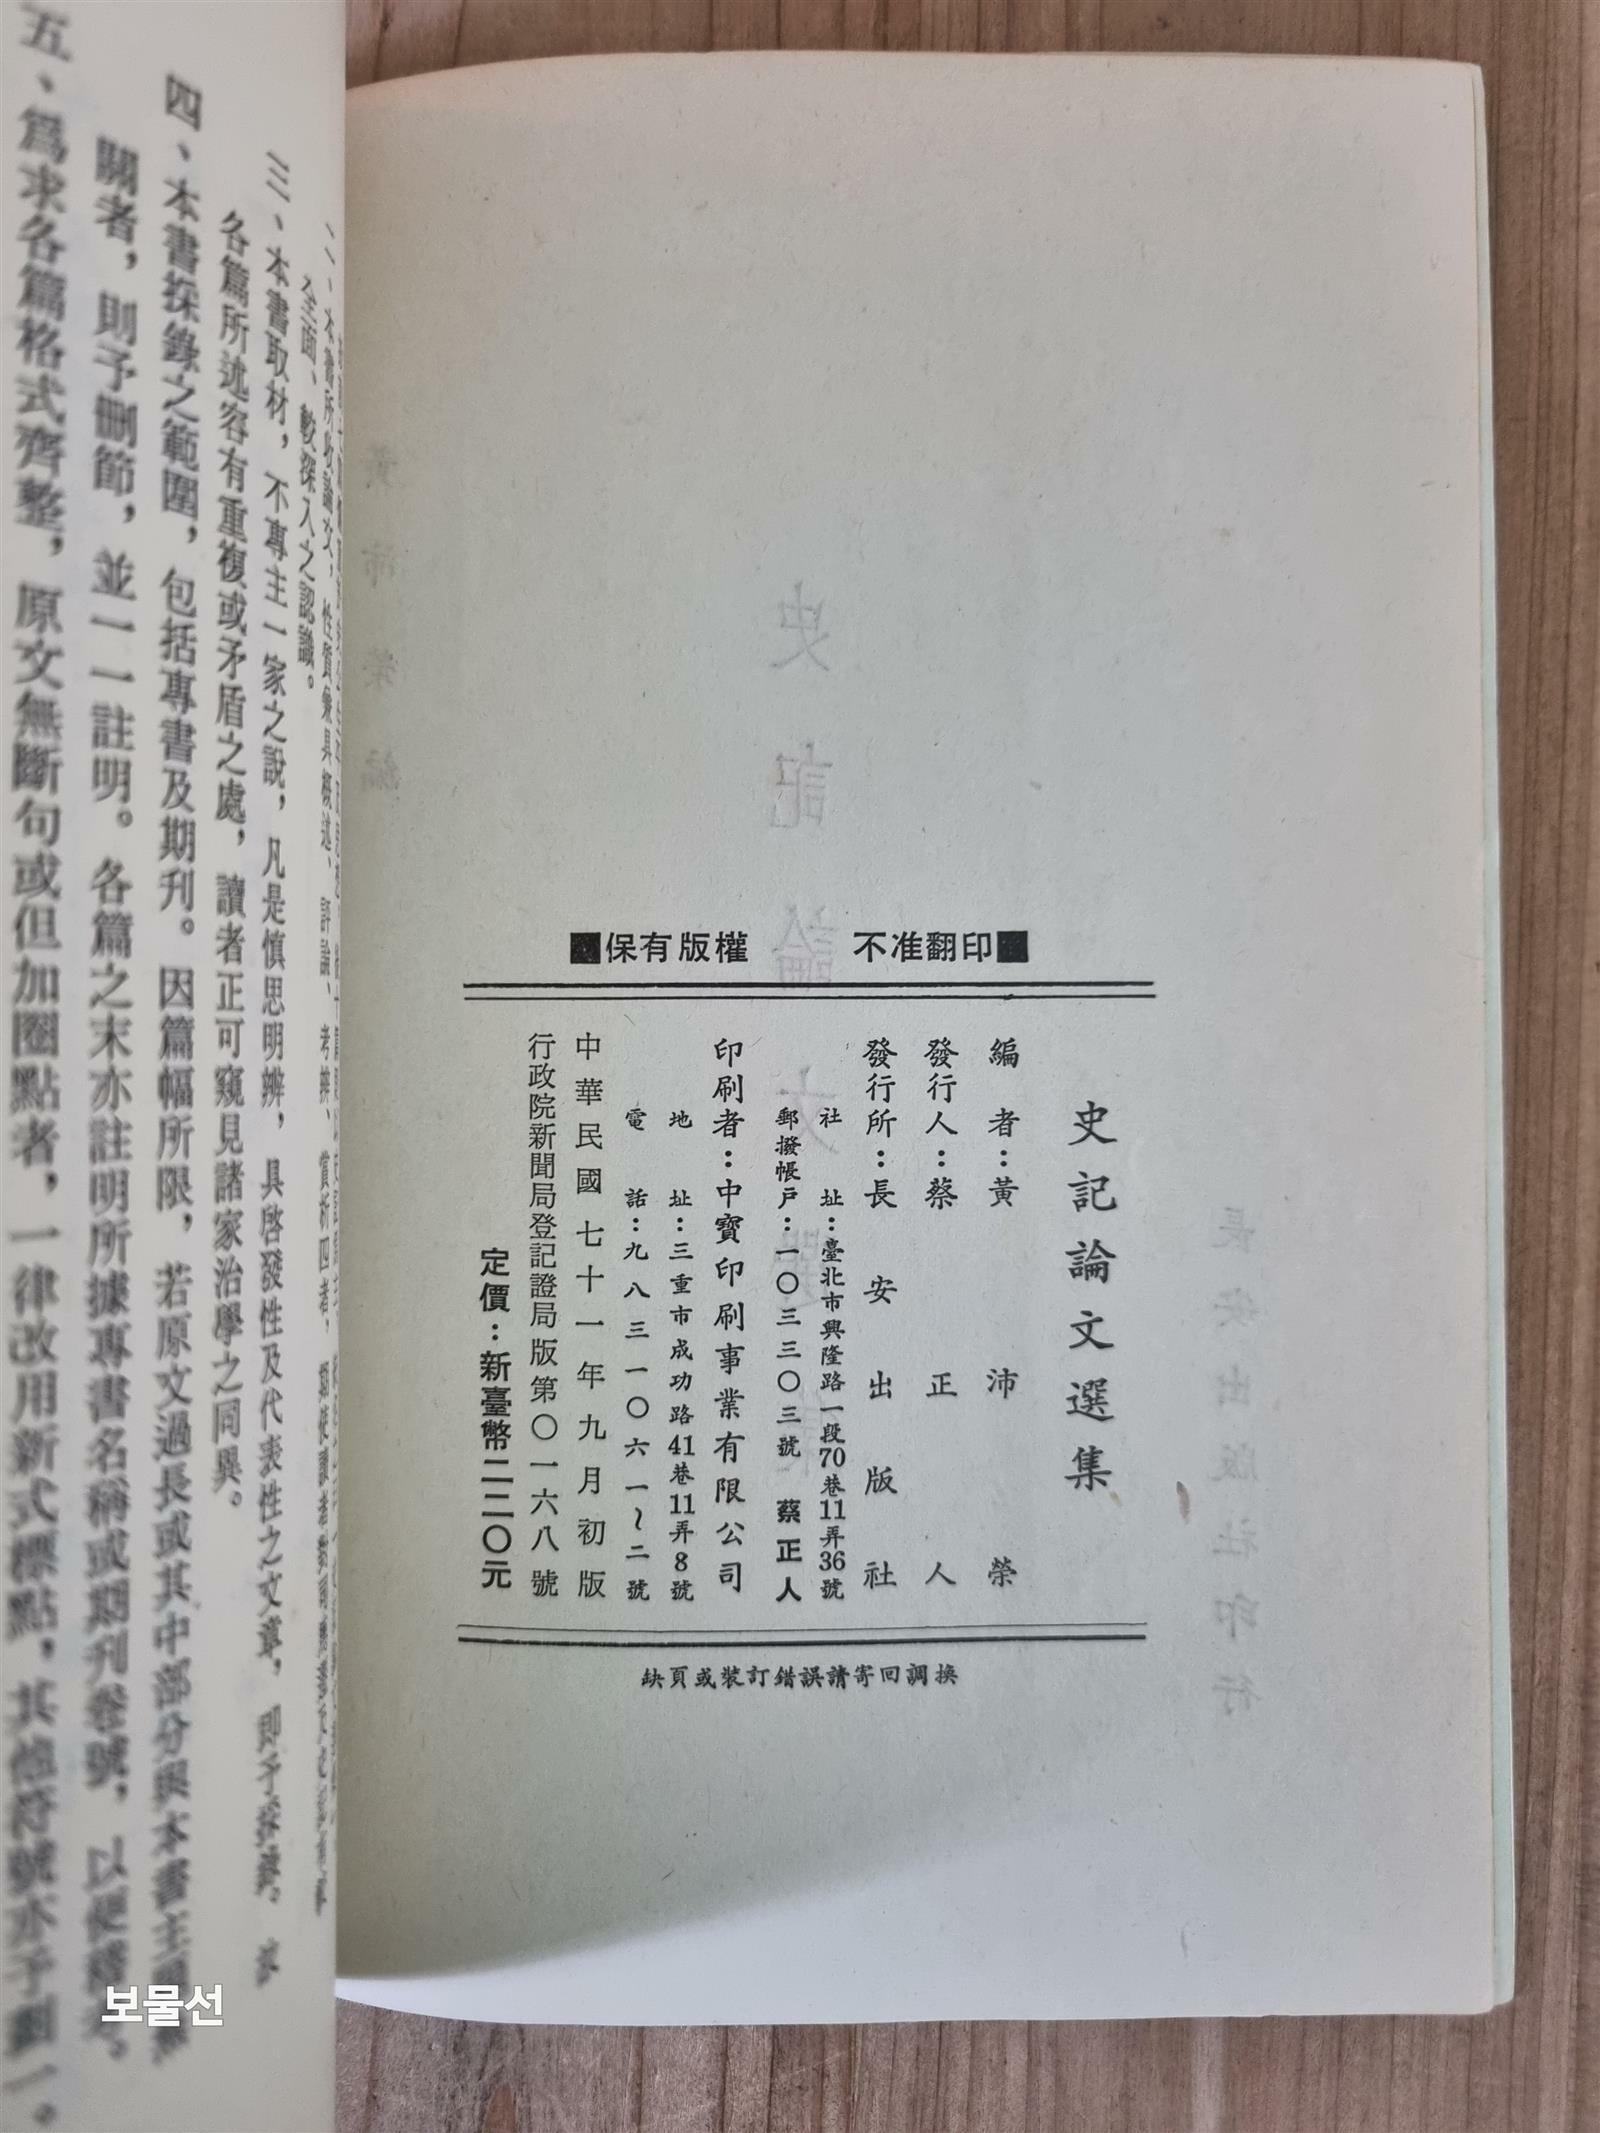 ■保有版權 不准翻印■
史記論文選集
編者：黃沛榮
發行人：蔡正人
發行所：長安出版社
社址：臺北市興隆路一段70巷11弄36號
郵撥帳戶：一〇三三〇三號 蔡正人
印刷者：中寶印刷事業有限公司
地址：三重市成功路41巷11弄8號
電話：九八三一〇六一～二號
中華民國七十一年九月初版
行政院新聞局登記證局版第〇一六八號
定價：新臺幣二二〇元
缺頁或裝訂錯誤請寄回調換
全面、較深入之認識。
三、本書取材，不專主一家之說，凡是慎思明辨，具啓發性及代表性之文章，即予採錄，
各篇所述容有重複或矛盾之處，讀者正可窺見諸家治學之同異。
四、本書採錄之範圍，包括專書及期刊。因篇幅所限，若原文過長或其中部分與本書主題無
關者，則予刪節，並一一註明。各篇之末亦註明所據專書名稱或期刊卷號，以便
五、爲求各篇格式齊整，原文無斷句或但加圈點者，一律改用新式標點，其他符號亦予劃一。
보물선